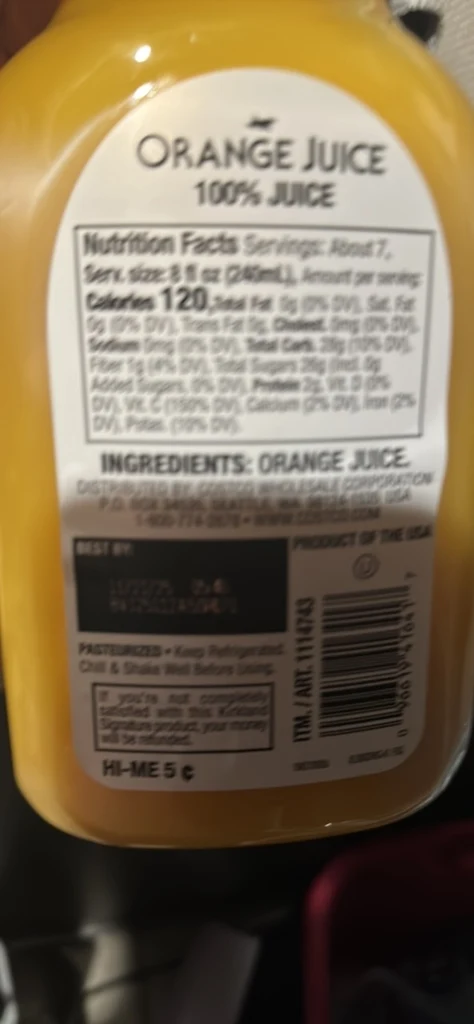 ORANGE JUICE
100% JUICE
Nutrition Facts Servings: About 7,
Serv. size: 8 fl oz (240mL), Amount per serving:
Calories 120, Total Fat 0g (0% DV), Sat. Fat
0g (0% DV), Trans Fat 0g, Cholest. 0mg (0% DV),
Sodium 0mg (0% DV), Total Carb. 28g (10% DV),
Fiber 1g (4% DV), Total Sugars 26g (Incl. 0g
Added Sugars, 0% DV), Protein 2g, Vit. D (0%
DV), Vit. C (150% DV), Calcium (2% DV), Iron (2%
DV), Potas. (10% DV).
INGREDIENTS: ORANGE JUICE.
DISTRIBUTED BY: COSTCO WHOLESALE CORPORATION
P.O. BOX SEATTLE, WA USA
WWW.COSTCO.COM
BEST BY:
PRODUCT OF THE USA
U
PASTEURIZED • Keep Refrigerated.
Chill & Shake Well Before Using.
ITM. / ART. 1114743
If you're not completely
satisfied with this Kirkland
Signature product, your money
will be refunded.
HI-ME 5 ¢